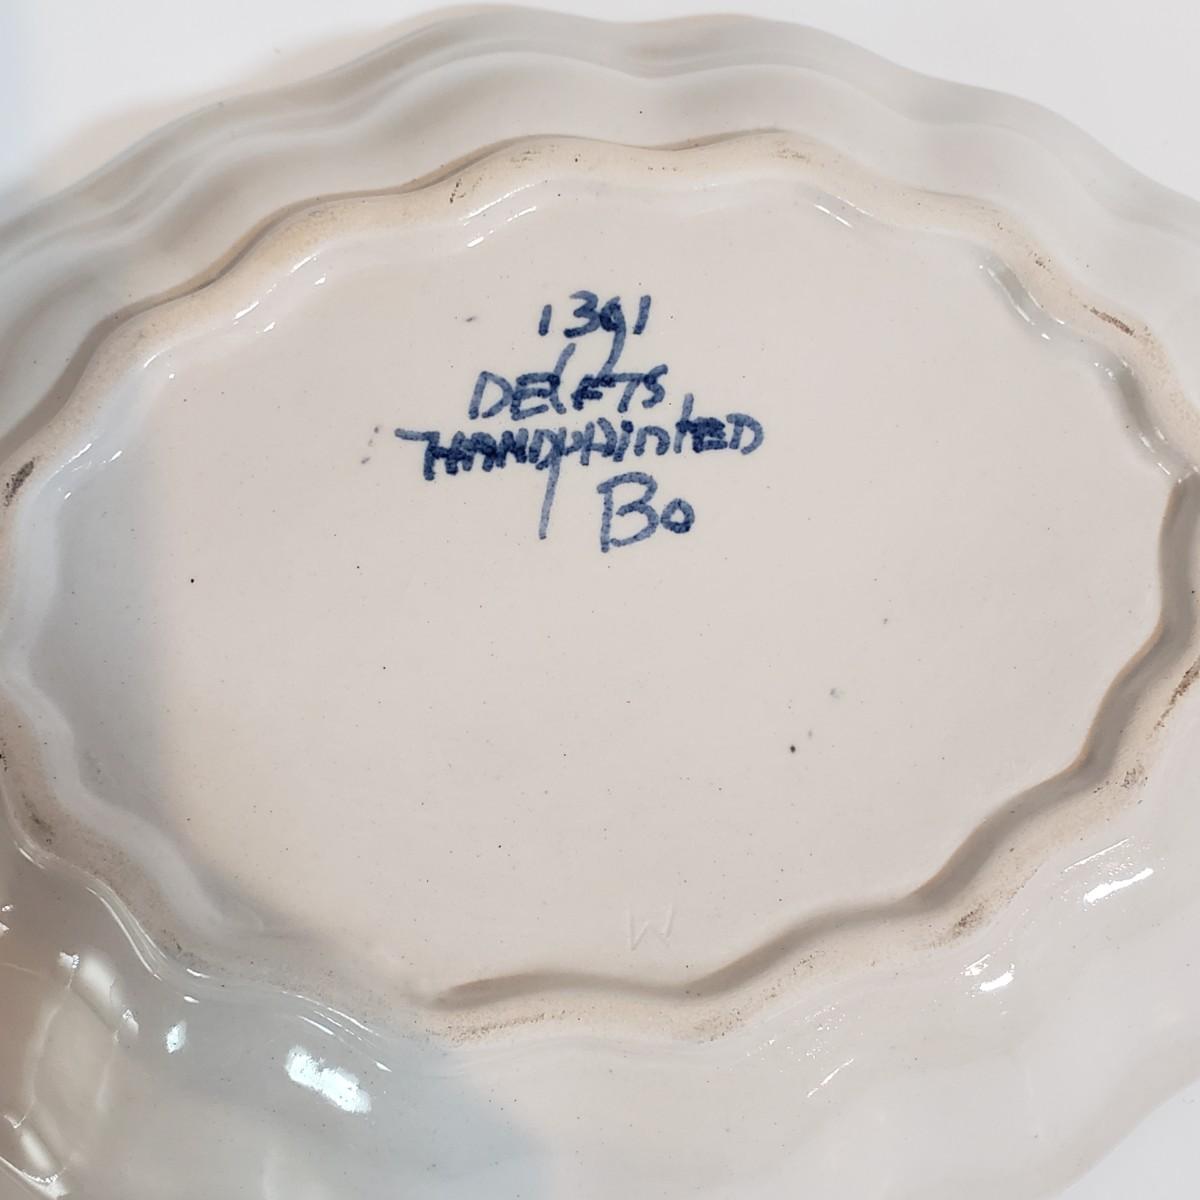 1391
DELFTS
HANDPAINTED
Bo
W